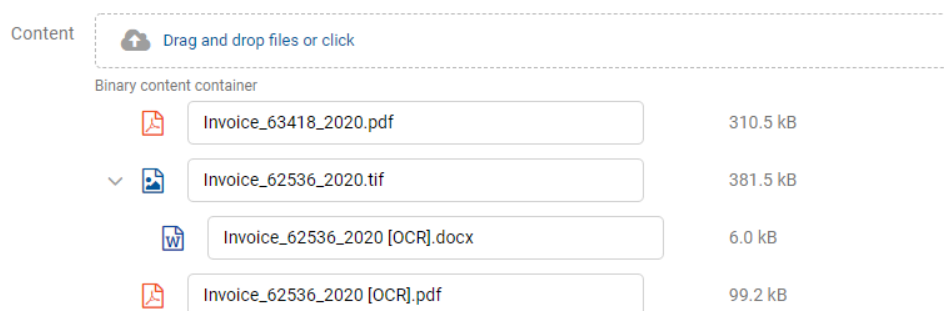 Content
Drag and drop files or click
Binary content container
Invoice_63418_2020.pdf 310.5 kB
Invoice_62536_2020.tif 381.5 kB
Invoice_62536_2020 [OCR].docx 6.0 kB
Invoice_62536_2020 [OCR].pdf 99.2 kB